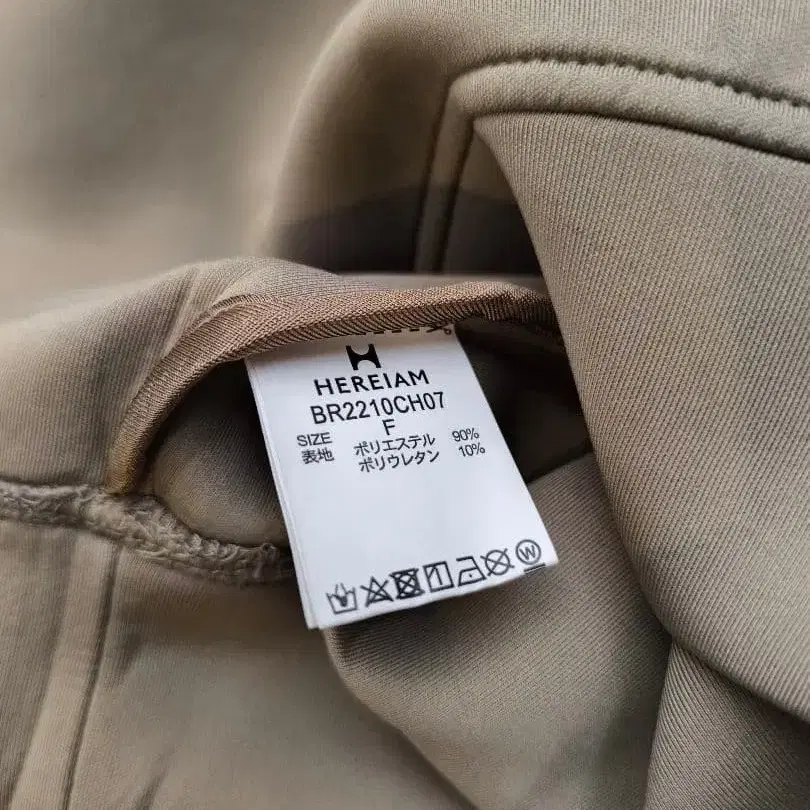 HEREIAM
BR2210CH07
SIZE F
表地 ポリエステル 90%
ポリウレタン 10%
W